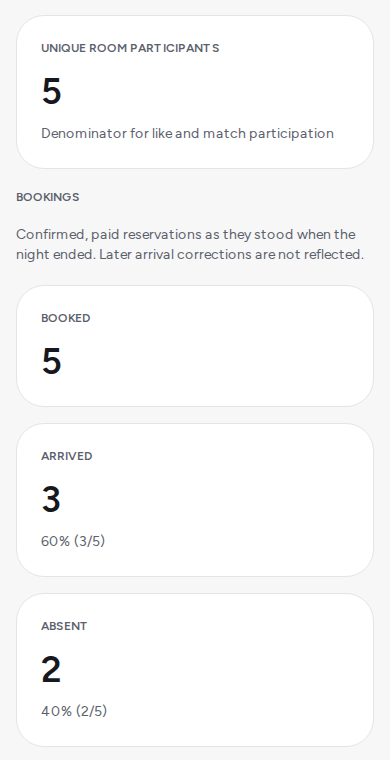 UNIQUE ROOM PARTICIPANTS
5
Denominator for like and match participation
BOOKINGS
Confirmed, paid reservations as they stood when the
night ended. Later arrival corrections are not reflected.
BOOKED
5
ARRIVED
3
60% (3/5)
ABSENT
2
40% (2/5)